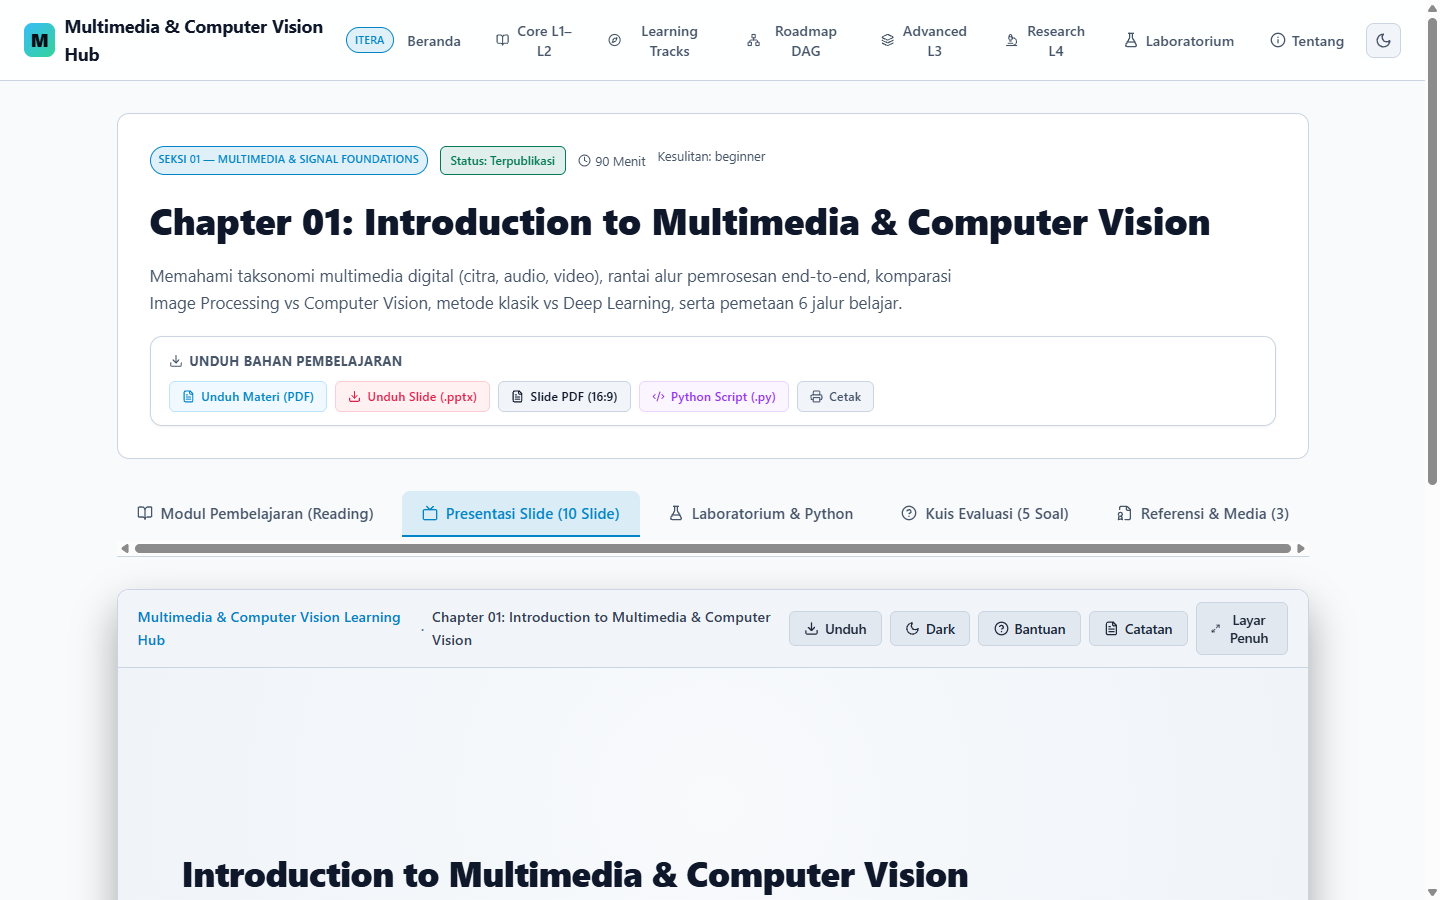 M
Multimedia & Computer Vision
Hub
ITERA
Beranda
Core L1–
L2
Learning
Tracks
Roadmap
DAG
Advanced
L3
Research
L4
Laboratorium
Tentang
SEKSI 01 — MULTIMEDIA & SIGNAL FOUNDATIONS
Status: Terpublikasi
90 Menit
Kesulitan: beginner
Chapter 01: Introduction to Multimedia & Computer Vision
Memahami taksonomi multimedia digital (citra, audio, video), rantai alur pemrosesan end-to-end, komparasi
Image Processing vs Computer Vision, metode klasik vs Deep Learning, serta pemetaan 6 jalur belajar.
UNDUH BAHAN PEMBELAJARAN
Unduh Materi (PDF)
Unduh Slide (.pptx)
Slide PDF (16:9)
Python Script (.py)
Cetak
Modul Pembelajaran (Reading)
Presentasi Slide (10 Slide)
Laboratorium & Python
Kuis Evaluasi (5 Soal)
Referensi & Media (3)
Multimedia & Computer Vision Learning
Hub
·
Chapter 01: Introduction to Multimedia & Computer
Vision
Unduh
Dark
Bantuan
Catatan
Layar
Penuh
Introduction to Multimedia & Computer Vision